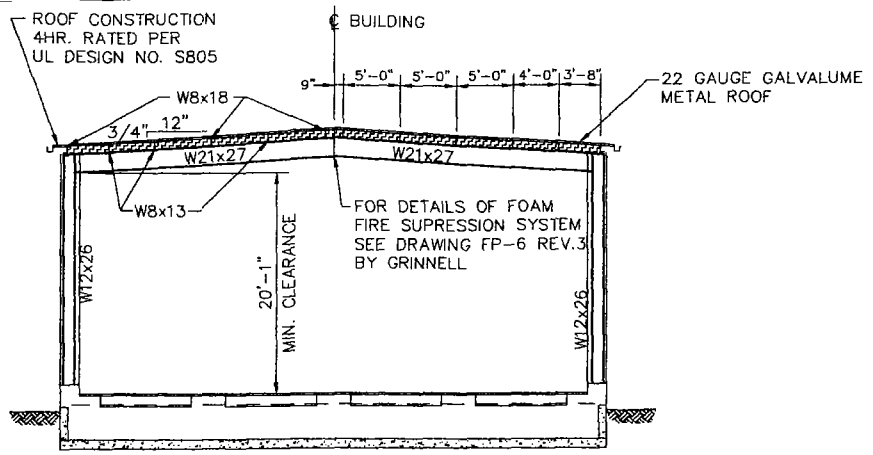 ROOF CONSTRUCTION
4HR. RATED PER
UL DESIGN NO. S805
℄ BUILDING
9" 5'-0" 5'-0" 5'-0" 4'-0" 3'-8"
22 GAUGE GALVALUME
METAL ROOF
W8x18
3/4" 12"
W21x27 W21x27
W8x13
FOR DETAILS OF FOAM
FIRE SUPRESSION SYSTEM
SEE DRAWING FP-6 REV.3
BY GRINNELL
W12x26
20'-1"
MIN. CLEARANCE
W12x26